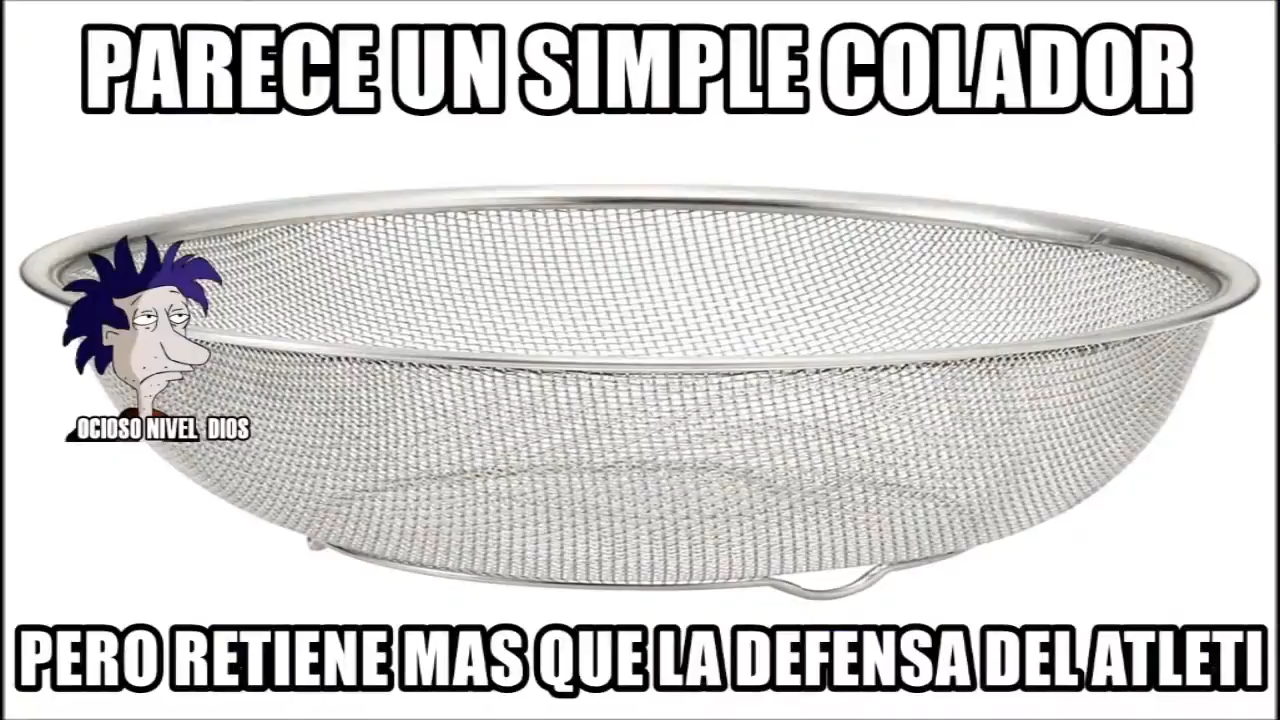 PARECE UN SIMPLE COLADOR
OCIOSO NIVEL DIOS
PERO RETIENE MAS QUE LA DEFENSA DEL ATLETI